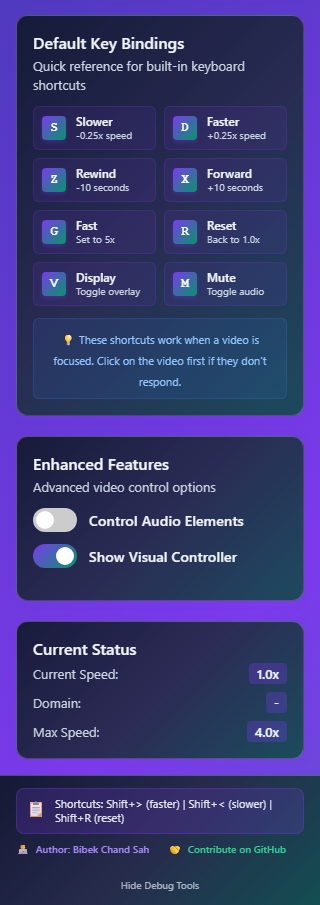 Default Key Bindings
Quick reference for built-in keyboard
shortcuts
S Slower
-0.25x speed
D Faster
+0.25x speed
Z Rewind
-10 seconds
X Forward
+10 seconds
G Fast
Set to 5x
R Reset
Back to 1.0x
V Display
Toggle overlay
M Mute
Toggle audio
💡 These shortcuts work when a video is
focused. Click on the video first if they don't
respond.
Enhanced Features
Advanced video control options
Control Audio Elements
Show Visual Controller
Current Status
Current Speed: 1.0x
Domain: -
Max Speed: 4.0x
Shortcuts: Shift+> (faster) | Shift+< (slower) |
Shift+R (reset)
Author: Bibek Chand Sah Contribute on GitHub
Hide Debug Tools